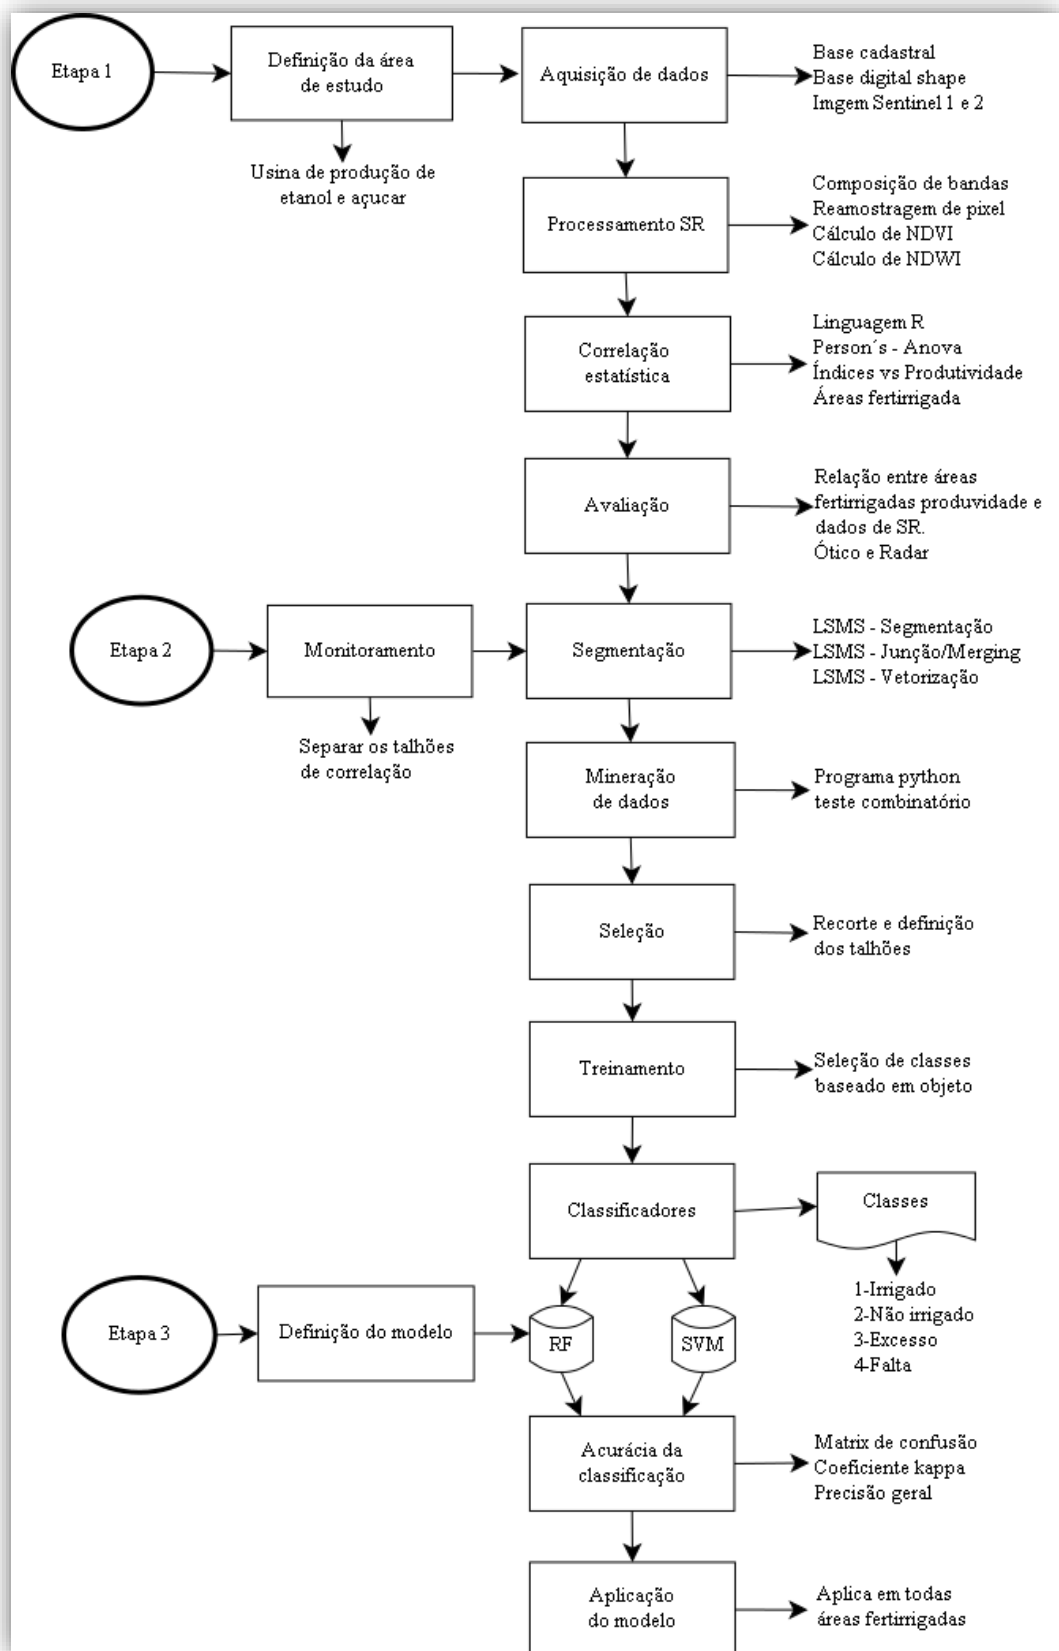 Etapa 1
Definição da área
de estudo
Aquisição de dados
Base cadastral
Base digital shape
Imgem Sentinel 1 e 2
Usina de produção de
etanol e açucar
Processamento SR
Composição de bandas
Reamostragem de pixel
Cálculo de NDVI
Cálculo de NDWI
Correlação
estatística
Linguagem R
Person´s - Anova
Índices vs Produtividade
Áreas fertirrigada
Avaliação
Relação entre áreas
fertirrigadas produvidade e
dados de SR.
Ótico e Radar
Etapa 2
Monitoramento
Segmentação
LSMS - Segmentação
LSMS - Junção/Merging
LSMS - Vetorização
Separar os talhões
de correlação
Mineração
de dados
Programa python
teste combinatório
Seleção
Recorte e definição
dos talhões
Treinamento
Seleção de classes
baseado em objeto
Classificadores
Classes
1-Irrigado
2-Não irrigado
3-Excesso
4-Falta
Etapa 3
Definição do modelo
RF
SVM
Acurácia da
classificação
Matrix de confusão
Coeficiente kappa
Precisão geral
Aplicação
do modelo
Aplica em todas
áreas fertirrigadas